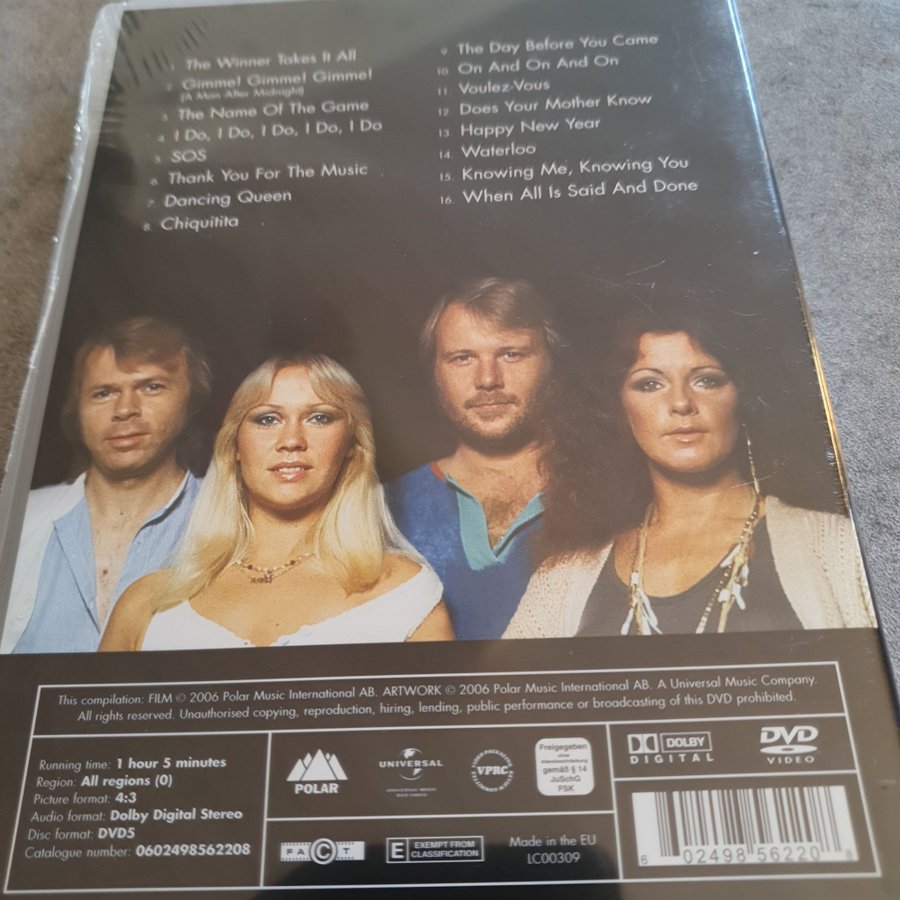 1. The Winner Takes It All
2. Gimme! Gimme! Gimme!
(A Man After Midnight)
3. The Name Of The Game
4. I Do, I Do, I Do, I Do, I Do
5. SOS
6. Thank You For The Music
7. Dancing Queen
8. Chiquitita
9. The Day Before You Came
10. On And On And On
11. Voulez-Vous
12. Does Your Mother Know
13. Happy New Year
14. Waterloo
15. Knowing Me, Knowing You
16. When All Is Said And Done
This compilation: FILM © 2006 Polar Music International AB. ARTWORK © 2006 Polar Music International AB. A Universal Music Company.
All rights reserved. Unauthorised copying, reproduction, hiring, lending, public performance or broadcasting of this DVD prohibited.
Running time: 1 hour 5 minutes
Region: All regions (0)
Picture format: 4:3
Audio format: Dolby Digital Stereo
Disc format: DVD5
Catalogue number: 0602498562208
POLAR
UNIVERSAL
UNIVERSAL MUSIC
VPRC
Freigegeben
ohne
Altersbeschränkung
gemäß § 14
JuSchG
FSK
FACT
E EXEMPT FROM
CLASSIFICATION
Made in the EU
LC00309
DOLBY
DIGITAL
DVD
VIDEO
6 02498 56220 8